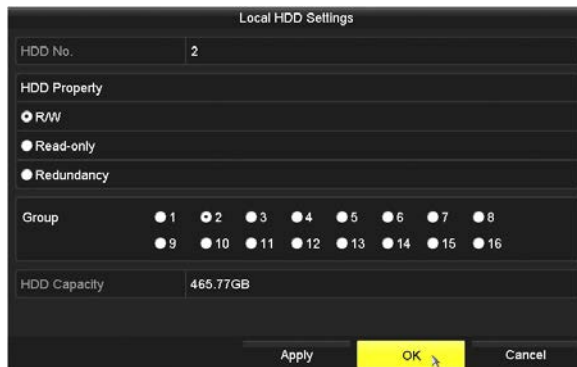 Local HDD Settings
HDD No. 2
HDD Property
R/W
Read-only
Redundancy
Group 1 2 3 4 5 6 7 8
9 10 11 12 13 14 15 16
HDD Capacity 465.77GB
Apply OK Cancel